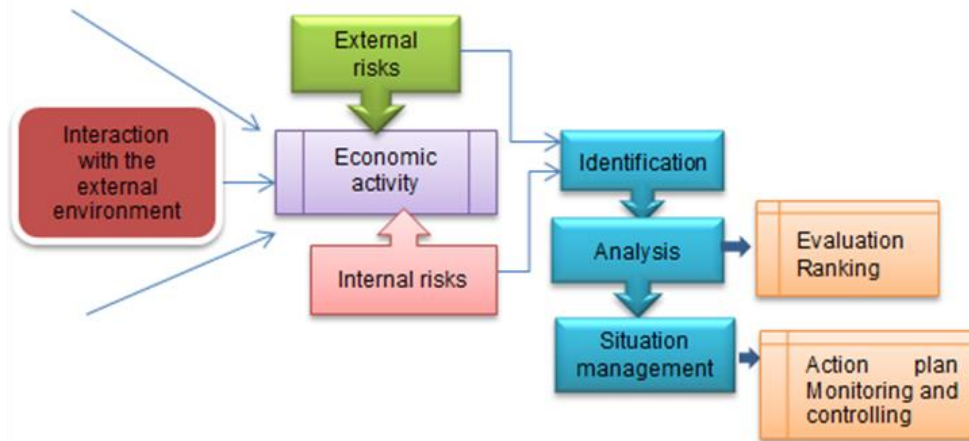 External
risks
Interaction
with the
external
environment
Economic
activity
Internal risks
Identification
Analysis
Evaluation
Ranking
Situation
management
Action plan
Monitoring and
controlling